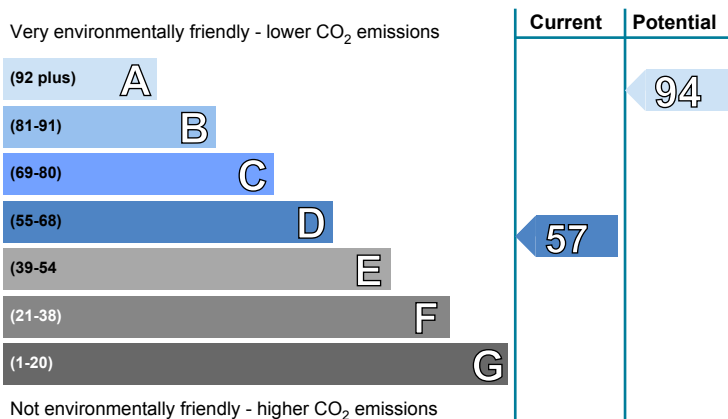 Very environmentally friendly - lower CO2 emissions
Current
Potential
(92 plus) A
94
(81-91) B
(69-80) C
(55-68) D
57
(39-54 E
(21-38) F
(1-20) G
Not environmentally friendly - higher CO2 emissions